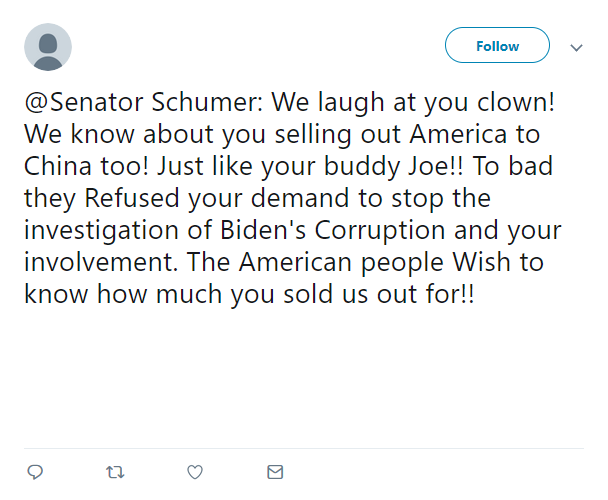 Follow
@Senator Schumer: We laugh at you clown!
We know about you selling out America to
China too! Just like your buddy Joe!! To bad
they Refused your demand to stop the
investigation of Biden's Corruption and your
involvement. The American people Wish to
know how much you sold us out for!!